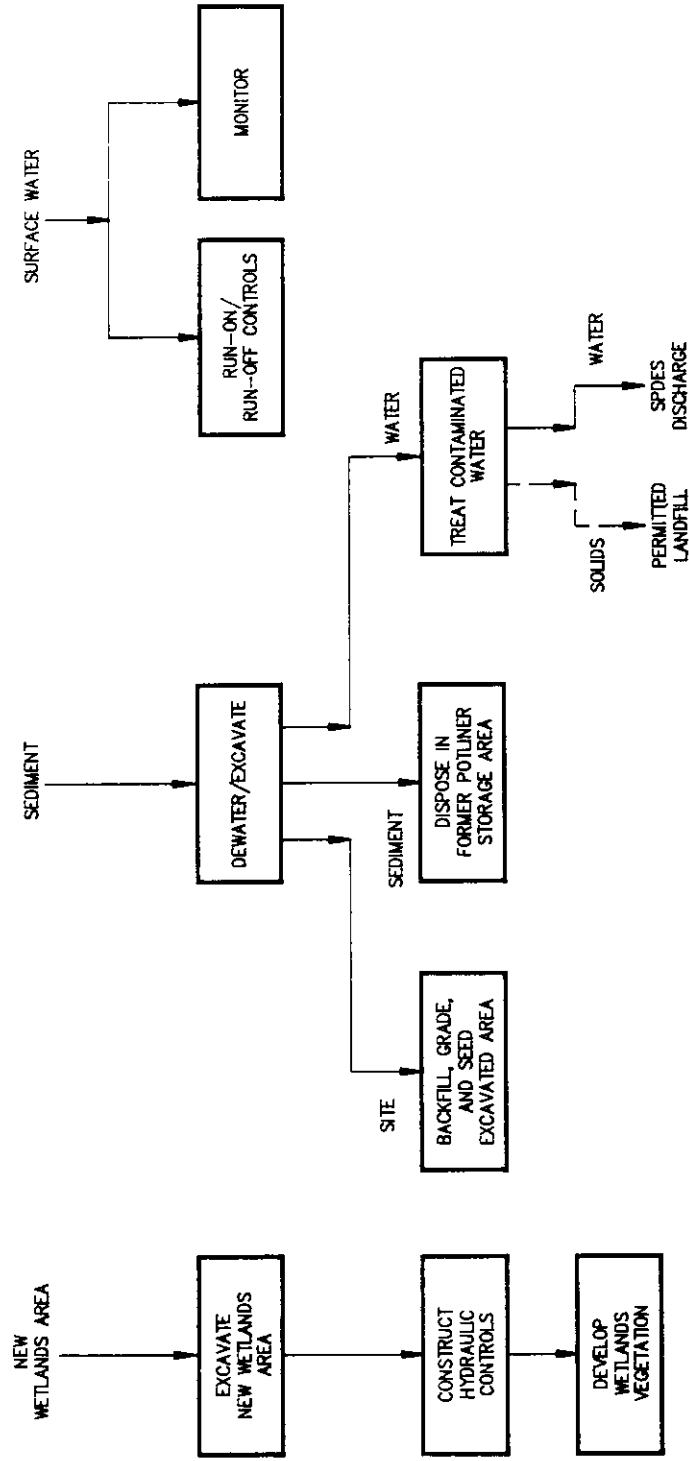 NEW
WETLANDS AREA
EXCAVATE
NEW WETLANDS
AREA
CONSTRUCT
HYDRAULIC
CONTROLS
DEVELOP
WETLANDS
VEGETATION
SEDIMENT
DEWATER/EXCAVATE
SITE
BACKFILL, GRADE,
AND SEED
EXCAVATED AREA
SEDIMENT
DISPOSE IN
FORMER POTLINER
STORAGE AREA
WATER
TREAT CONTAMINATED
WATER
SOLIDS
PERMITTED
LANDFILL
WATER
SPDES
DISCHARGE
SURFACE WATER
RUN-ON/
RUN-OFF CONTROLS
MONITOR